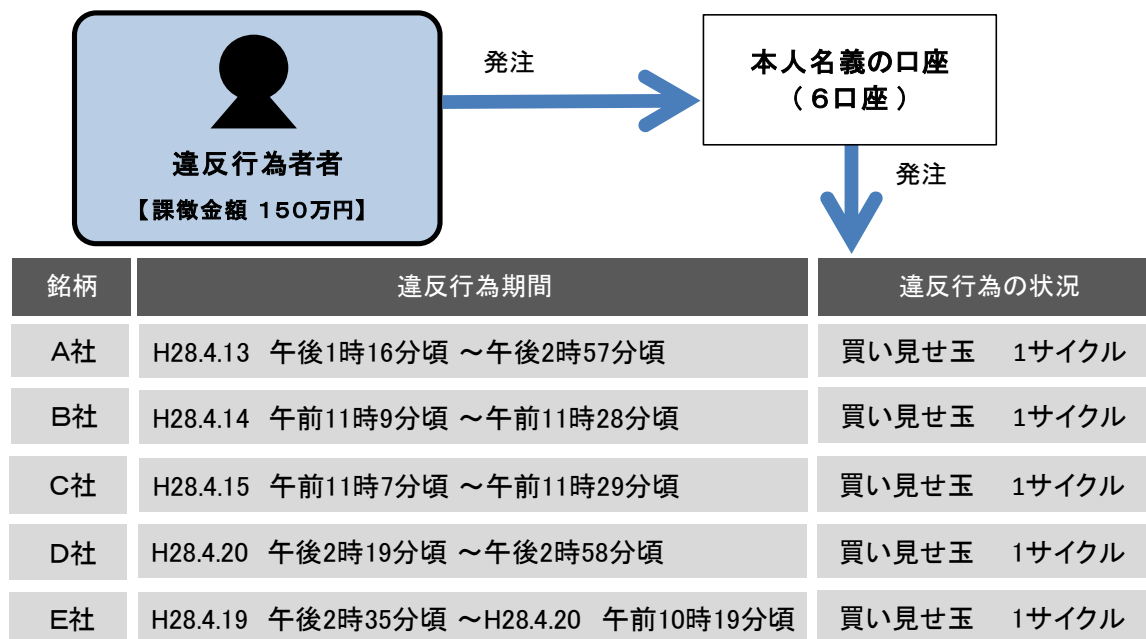 違反行為者者
【課徴金額 150万円】
発注
本人名義の口座
(6口座)
発注
銘柄 違反行為期間 違反行為の状況
A社 H28.4.13 午後1時16分頃 ~午後2時57分頃 買い見せ玉 1サイクル
B社 H28.4.14 午前11時9分頃 ~午前11時28分頃 買い見せ玉 1サイクル
C社 H28.4.15 午前11時7分頃 ~午前11時29分頃 買い見せ玉 1サイクル
D社 H28.4.20 午後2時19分頃 ~午後2時58分頃 買い見せ玉 1サイクル
E社 H28.4.19 午後2時35分頃 ~H28.4.20 午前10時19分頃 買い見せ玉 1サイクル